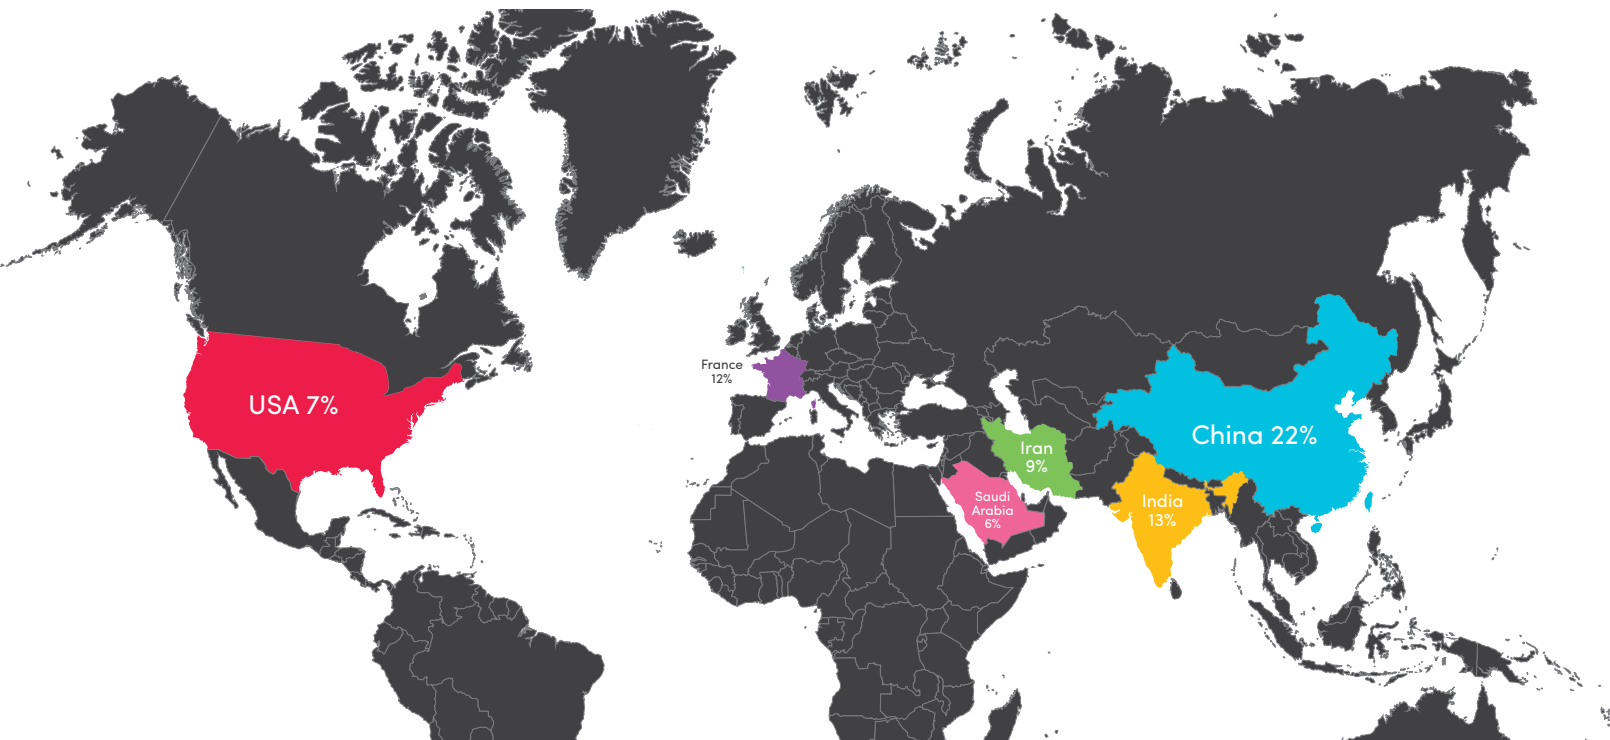 France
12%
USA 7%
China 22%
Iran
9%
Saudi
Arabia
6%
India
13%